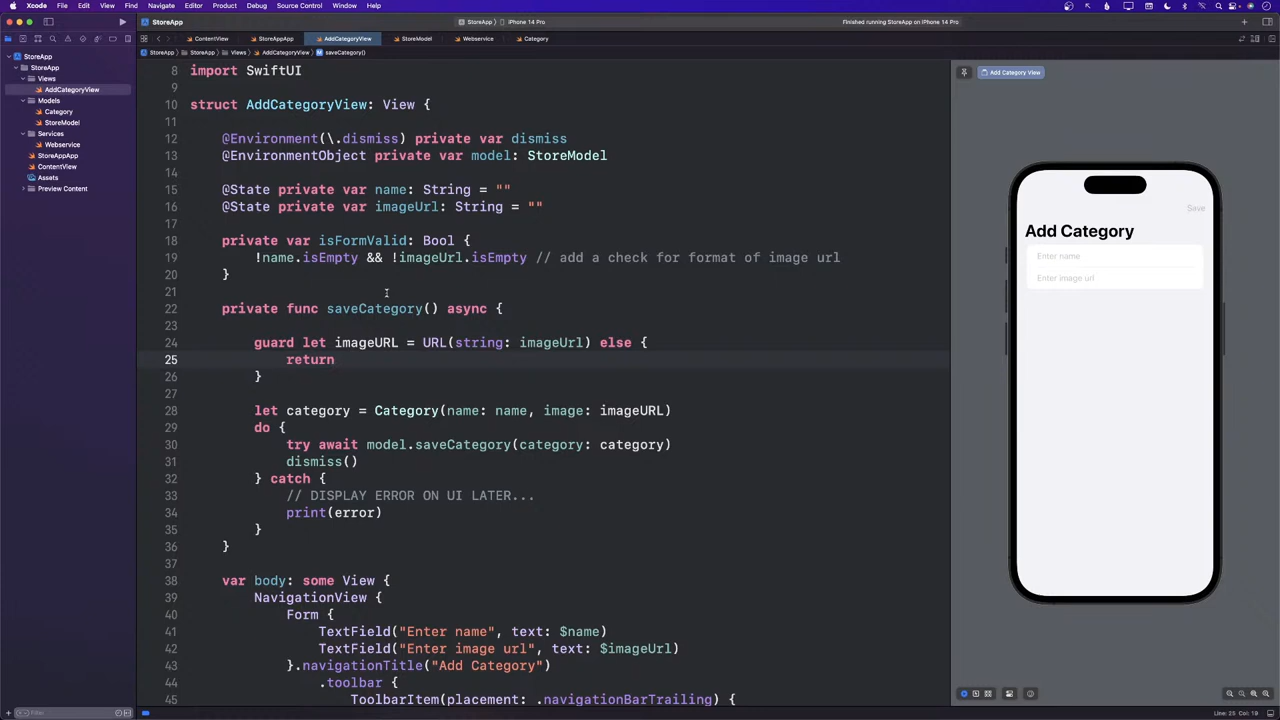 Xcode File Edit View Find Navigate Editor Product Debug Source Control Window Help
StoreApp
StoreApp
iPhone 14 Pro
Finished running StoreApp on iPhone 14 Pro
ContentView
StoreAppApp
AddCategoryView
StoreModel
Webservice
Category
StoreApp
StoreApp
Views
AddCategoryView
saveCategory()
StoreApp
StoreApp
Views
AddCategoryView
Models
Category
StoreModel
Services
Webservice
StoreAppApp
ContentView
Assets
Preview Content
8 import SwiftUI
9
10 struct AddCategoryView: View {
11
12 @Environment(\.dismiss) private var dismiss
13 @EnvironmentObject private var model: StoreModel
14
15 @State private var name: String = ""
16 @State private var imageUrl: String = ""
17
18 private var isFormValid: Bool {
19 !name.isEmpty && !imageUrl.isEmpty // add a check for format of image url
20 }
21
22 private func saveCategory() async {
23
24 guard let imageURL = URL(string: imageUrl) else {
25 return
26 }
27
28 let category = Category(name: name, image: imageURL)
29 do {
30 try await model.saveCategory(category: category)
31 dismiss()
32 } catch {
33 // DISPLAY ERROR ON UI LATER...
34 print(error)
35 }
36 }
37
38 var body: some View {
39 NavigationView {
40 Form {
41 TextField("Enter name", text: $name)
42 TextField("Enter image url", text: $imageUrl)
43 }.navigationTitle("Add Category")
44 .toolbar {
45 ToolbarItem(placement: .navigationBarTrailing) {
Add Category View
Save
Add Category
Enter name
Enter image url
Filter
Line: 25 Col: 19